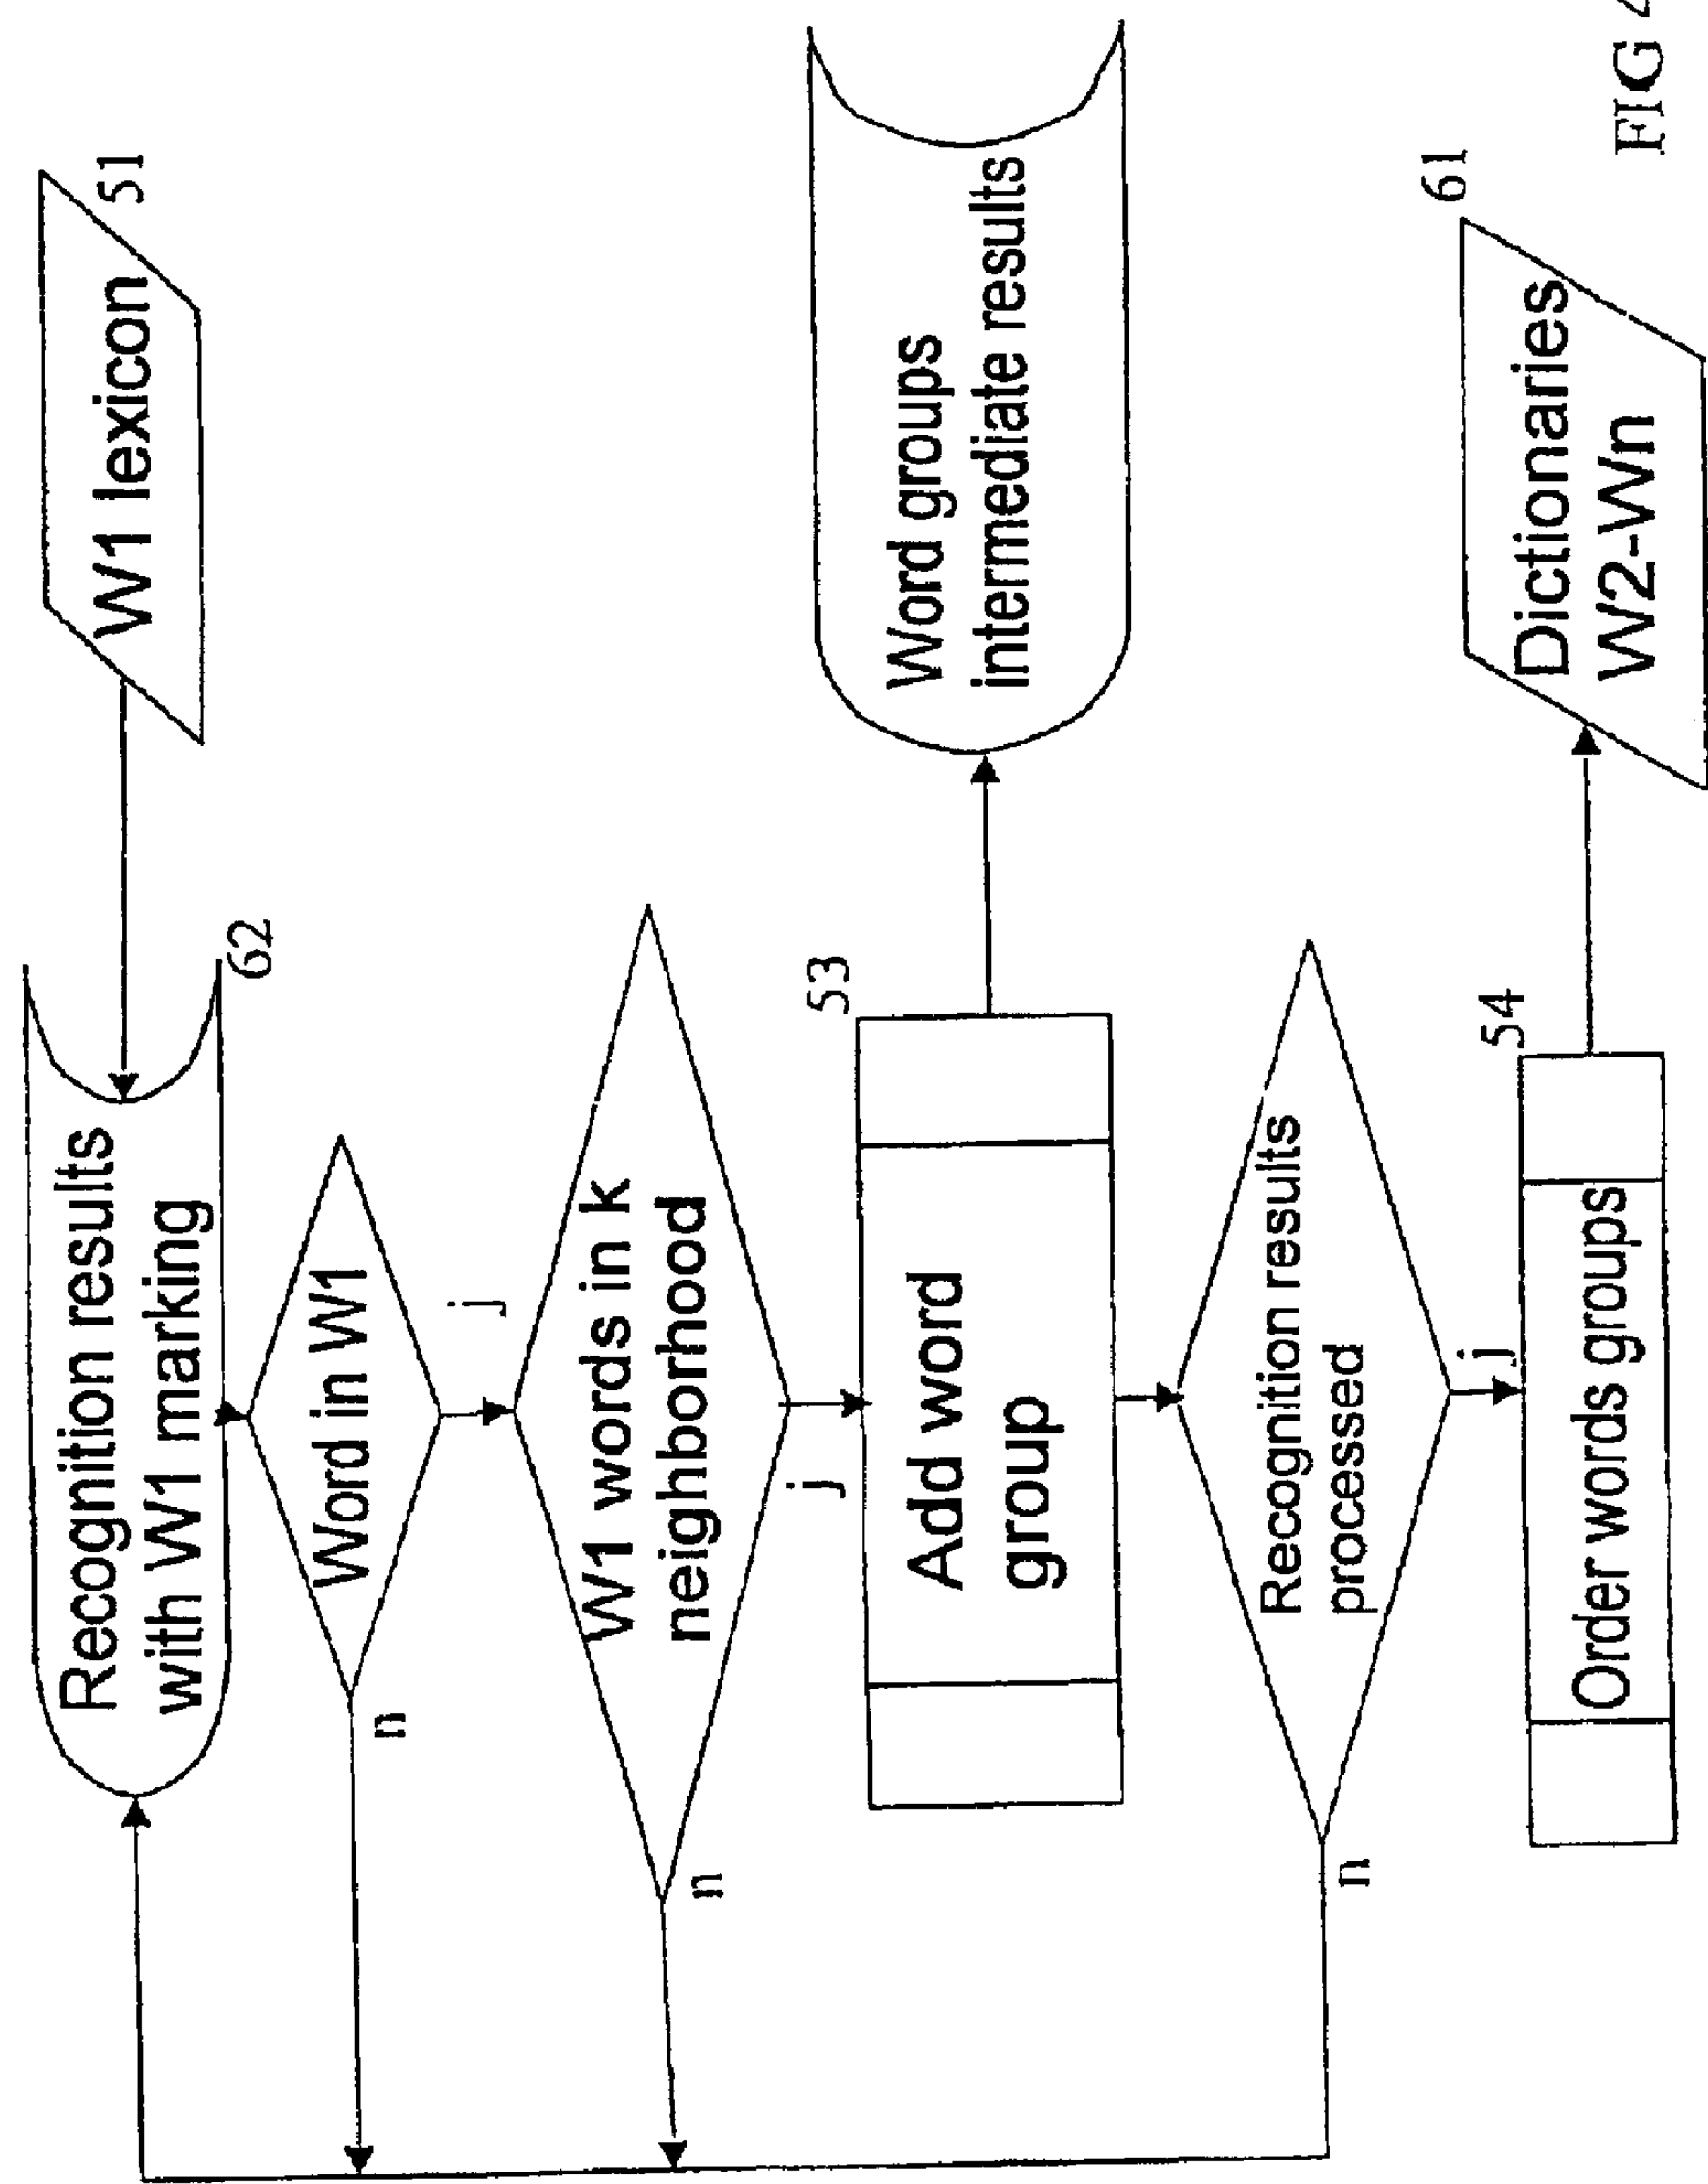 W1 lexicon
51
Recognition results
with W1 marking
62
Word in W1
n
j
W1 words in k
neighborhood
n
j
53
Add word
group
Word groups
intermediate results
Recognition results
processed
n
j
54
Order words groups
61
Dictionaries
W2-Wn
FIG 4